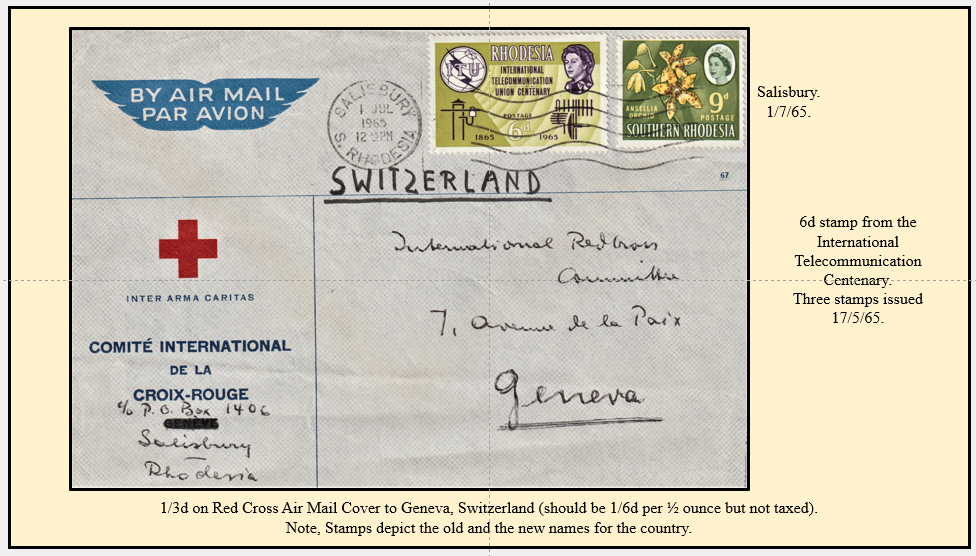 BY AIR MAIL
PAR AVION
SALISBURY
1 JUL
1965
S. RHODESIA
ITU
RHODESIA
INTERNATIONAL
TELECOMMUNICATION
UNION CENTENARY
POSTAGE
6d
1865
1965
ANSELLIA
ORCHID
9d
POSTAGE
SOUTHERN RHODESIA
Salisbury.
1/7/65.
SWITZERLAND
67
INTER ARMA CARITAS
COMITÉ INTERNATIONAL
DE LA
CROIX-ROUGE
c/o P.O. Box 1406
GENÈVE
Salisbury
Rhodesia
International RedCross
Committee
7, Avenue de la Paix
Geneva
6d stamp from the
International
Telecommunication
Centenary.
Three stamps issued
17/5/65.
1/3d on Red Cross Air Mail Cover to Geneva, Switzerland (should be 1/6d per ½ ounce but not taxed).
Note, Stamps depict the old and the new names for the country.